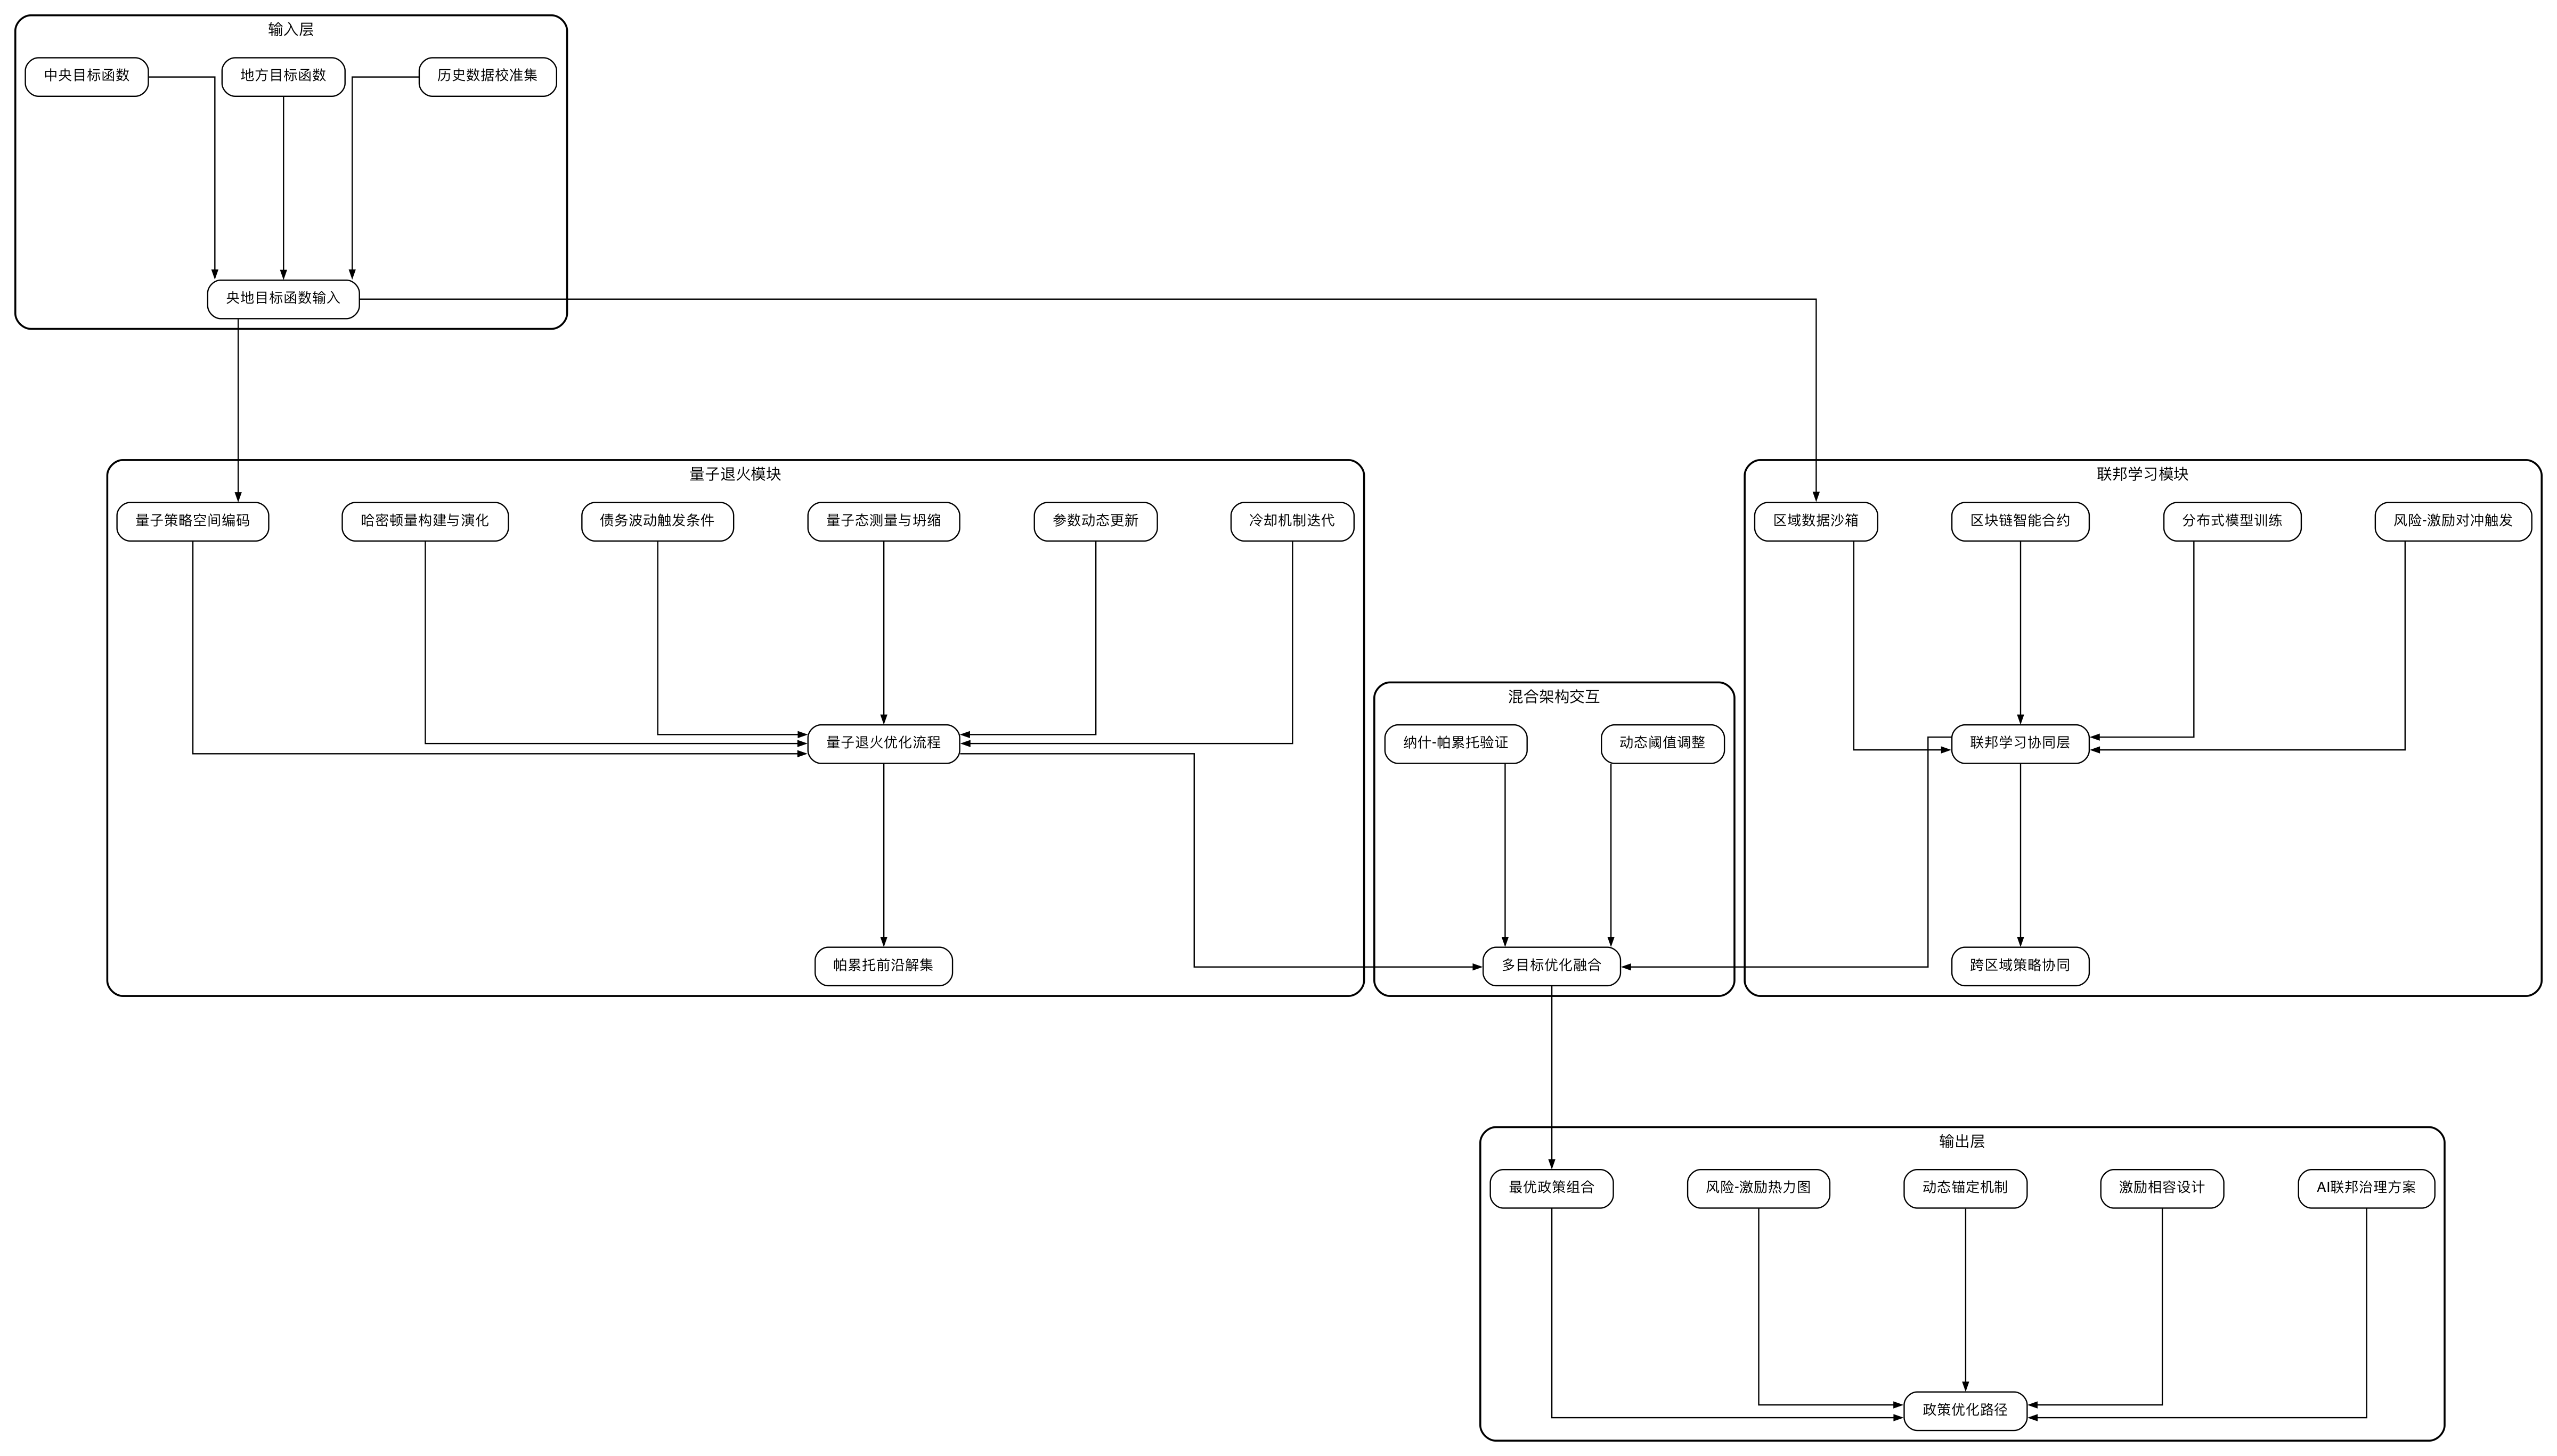 输入层
中央目标函数
地方目标函数
历史数据校准集
央地目标函数输入
量子退火模块
量子策略空间编码
哈密顿量构建与演化
债务波动触发条件
量子态测量与坍缩
参数动态更新
冷却机制迭代
量子退火优化流程
帕累托前沿解集
混合架构交互
纳什-帕累托验证
动态阈值调整
多目标优化融合
联邦学习模块
区域数据沙箱
区块链智能合约
分布式模型训练
风险-激励对冲触发
联邦学习协同层
跨区域策略协同
输出层
最优政策组合
风险-激励热力图
动态锚定机制
激励相容设计
AI联邦治理方案
政策优化路径